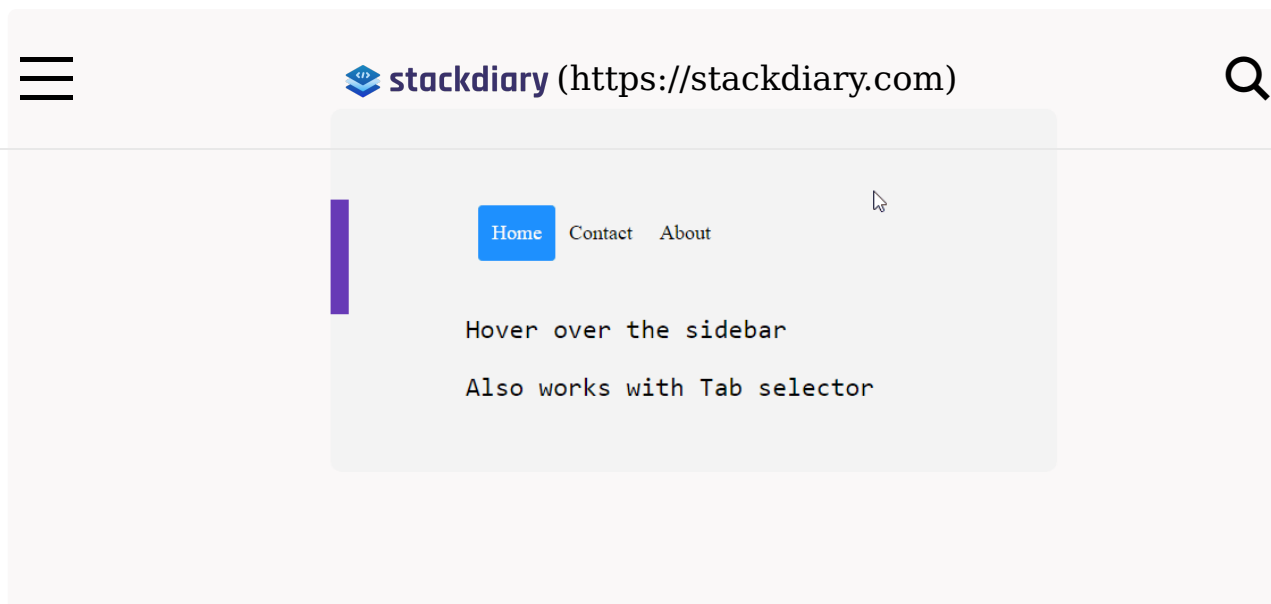 stackdiary (https://stackdiary.com)
Home Contact About
Hover over the sidebar
Also works with Tab selector